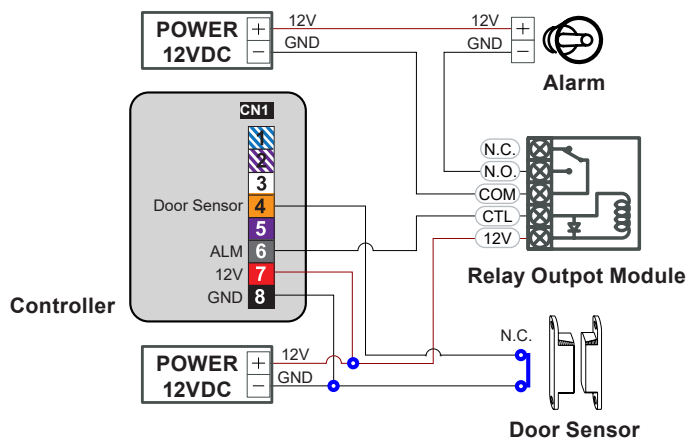 POWER
12VDC
+
−
12V
GND
12V
GND
+
−
Alarm
CN1
1
2
3
Door Sensor 4
5
ALM 6
12V 7
GND 8
Controller
N.C.
N.O.
COM
CTL
12V
Relay Outpot Module
POWER
12VDC
+
−
12V
GND
N.C.
Door Sensor